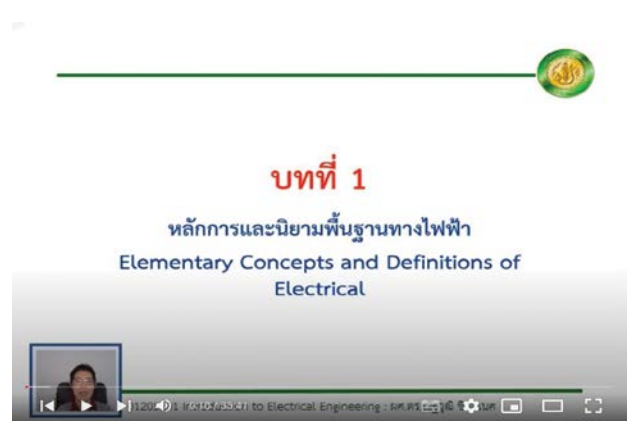 บทที่ 1
หลักการและนิยามพื้นฐานทางไฟฟ้า
Elementary Concepts and Definitions of
Electrical
to Electrical Engineering :